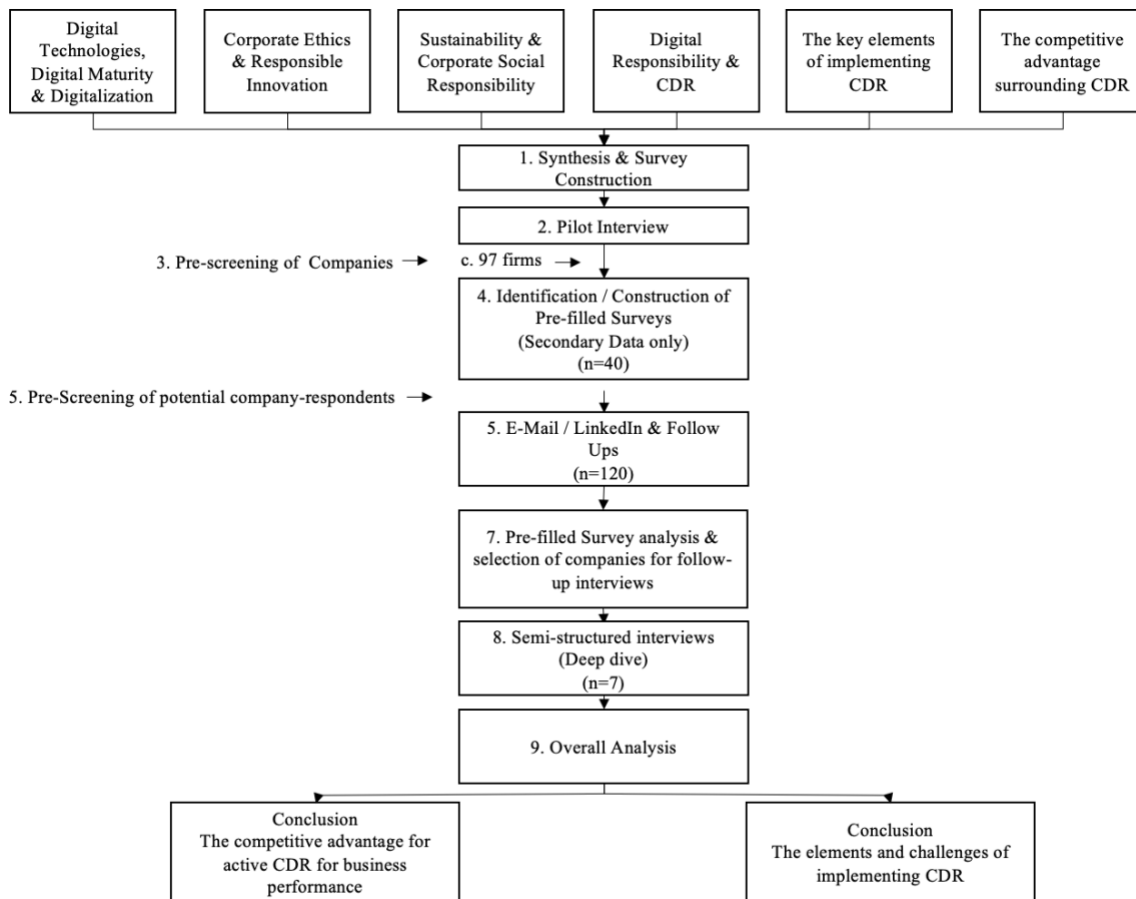 Digital
Technologies,
Digital Maturity
& Digitalization
Corporate Ethics
& Responsible
Innovation
Sustainability &
Corporate Social
Responsibility
Digital
Responsibility &
CDR
The key elements
of implementing
CDR
The competitive
advantage
surrounding CDR
1. Synthesis & Survey
Construction
2. Pilot Interview
3. Pre-screening of Companies
c. 97 firms
4. Identification / Construction of
Pre-filled Surveys
(Secondary Data only)
(n=40)
5. Pre-Screening of potential company-respondents
5. E-Mail / LinkedIn & Follow
Ups
(n=120)
7. Pre-filled Survey analysis &
selection of companies for follow-
up interviews
8. Semi-structured interviews
(Deep dive)
(n=7)
9. Overall Analysis
Conclusion
The competitive advantage for
active CDR for business
performance
Conclusion
The elements and challenges of
implementing CDR